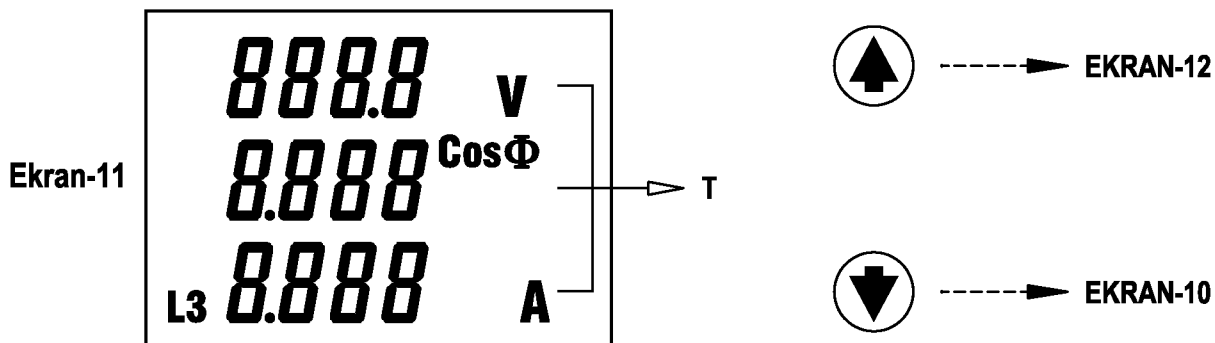 888.8 V
CosΦ
8.888
L3 8.888 A
Ekran-11
T
EKRAN-12
EKRAN-10